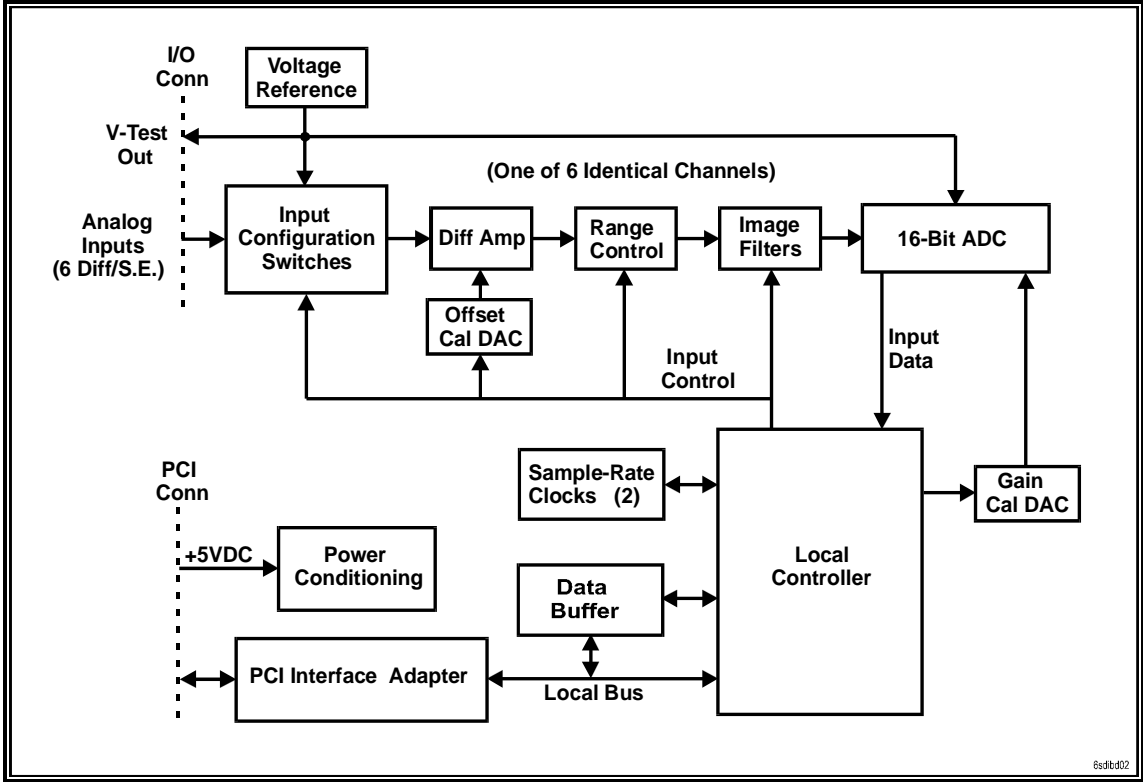 I/O
Conn
Voltage
Reference
V-Test
Out
(One of 6 Identical Channels)
Analog
Inputs
(6 Diff/S.E.)
Input
Configuration
Switches
Diff Amp
Range
Control
Image
Filters
16-Bit ADC
Offset
Cal DAC
Input
Control
Input
Data
PCI
Conn
Sample-Rate
Clocks (2)
Gain
Cal DAC
+5VDC
Power
Conditioning
Local
Controller
Data
Buffer
PCI Interface Adapter
Local Bus
6sdibd02